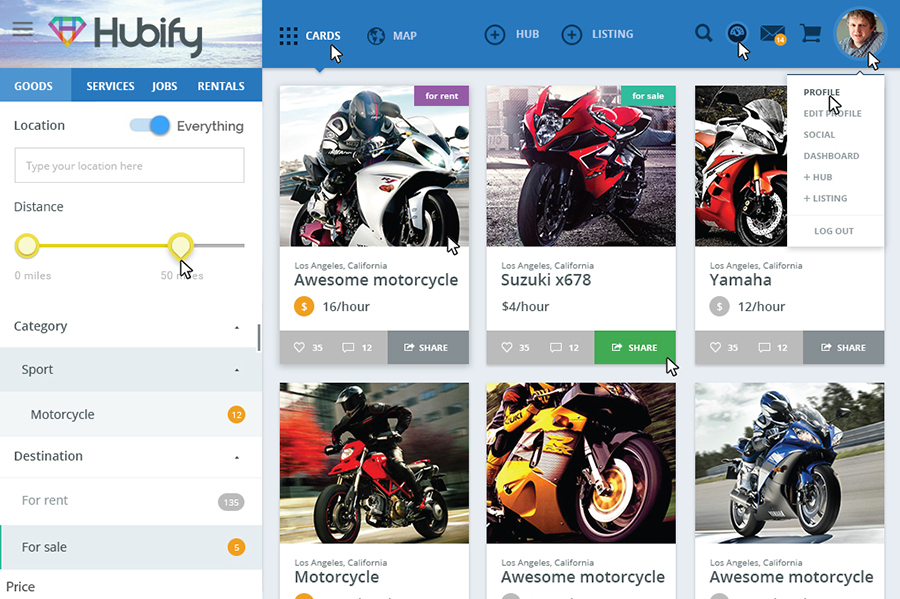 Hubify
CARDS
MAP
HUB
LISTING
14
GOODS
SERVICES
JOBS
RENTALS
Location
Everything
Type your location here
Distance
0 miles
50 miles
Category
Sport
Motorcycle
12
Destination
For rent
135
For sale
5
Price
PROFILE
EDIT PROFILE
SOCIAL
DASHBOARD
+ HUB
+ LISTING
LOG OUT
for rent
Los Angeles, California
Awesome motorcycle
$ 16/hour
35
12
SHARE
for sale
Los Angeles, California
Suzuki x678
$4/hour
35
12
SHARE
Los Angeles, California
Yamaha
$ 12/hour
35
12
SHARE
Los Angeles, California
Motorcycle
Los Angeles, California
Awesome motorcycle
YAMAHA
Los Angeles, California
Awesome motorcycle